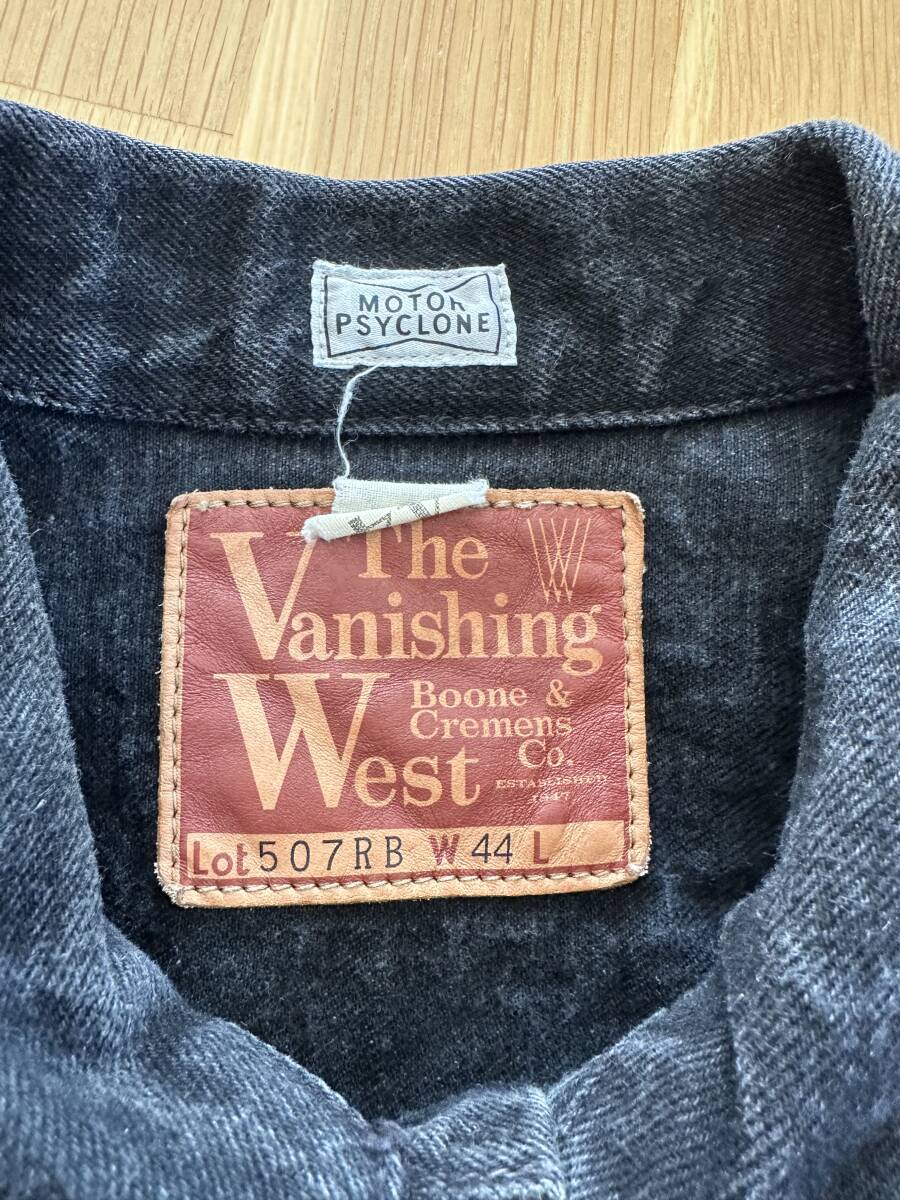 MOTOR
PSYCLONE
The
Vanishing
West
Boone &
Cremens
Co.
ESTABLISHED
1947
Lot 507RB W 44 L